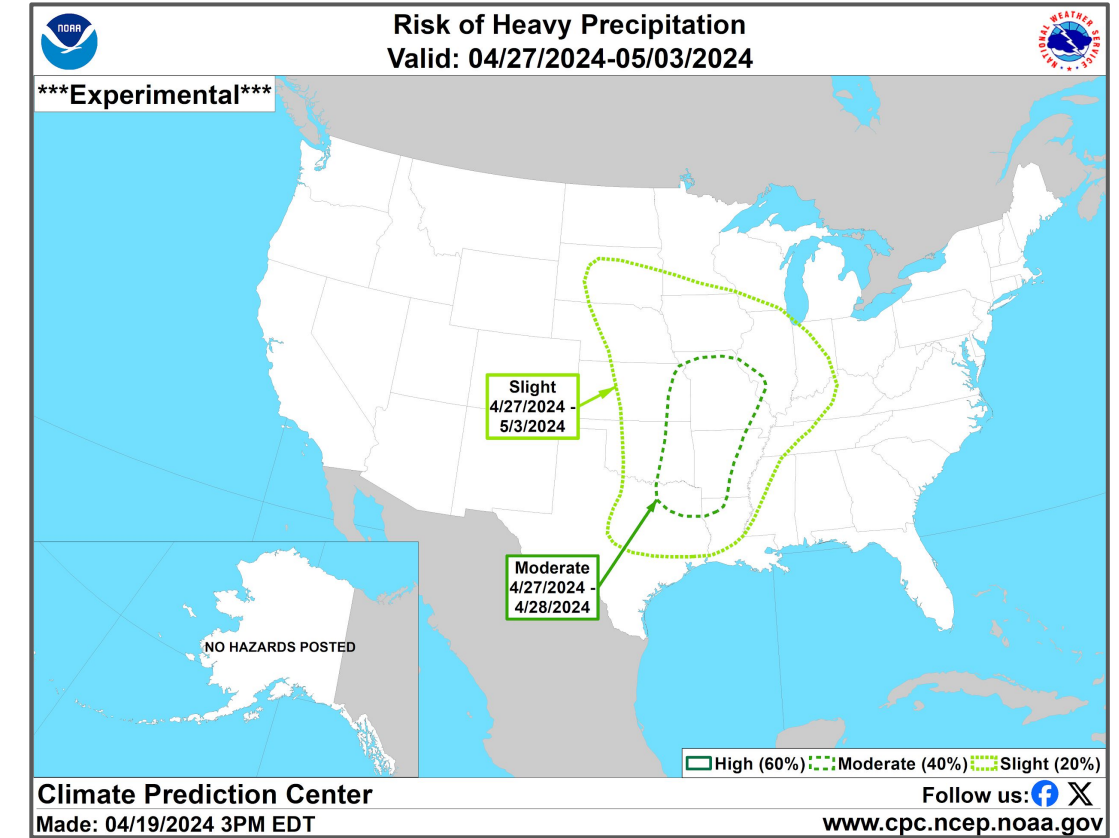 NOAA
Risk of Heavy Precipitation
Valid: 04/27/2024-05/03/2024
NATIONAL WEATHER SERVICE
***Experimental***
Slight
4/27/2024 -
5/3/2024
Moderate
4/27/2024 -
4/28/2024
NO HAZARDS POSTED
High (60%) Moderate (40%) Slight (20%)
Climate Prediction Center
Follow us:
Made: 04/19/2024 3PM EDT
www.cpc.ncep.noaa.gov